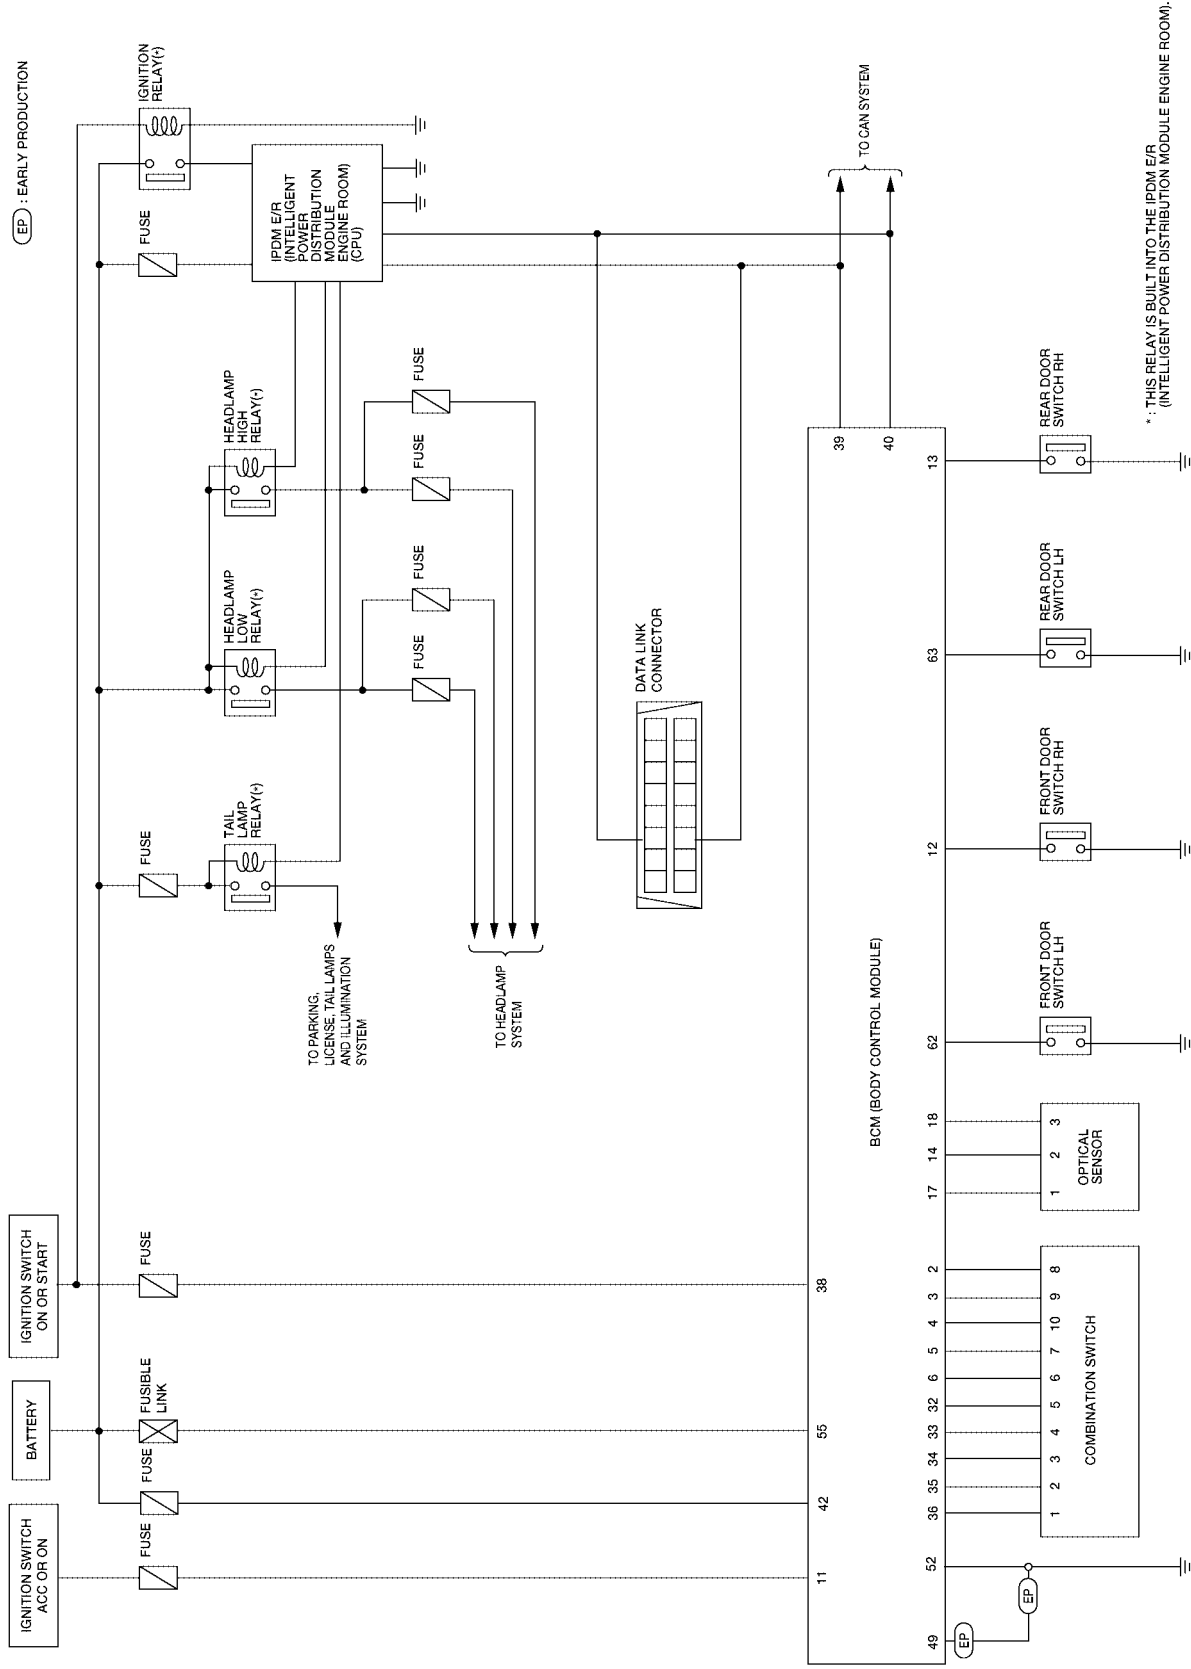 EP : EARLY PRODUCTION
IGNITION SWITCH
ACC OR ON
BATTERY
IGNITION SWITCH
ON OR START
FUSE
FUSE
FUSIBLE
LINK
FUSE
FUSE
FUSE
IGNITION
RELAY(*)
TAIL
LAMP
RELAY(*)
HEADLAMP
LOW
RELAY(*)
HEADLAMP
HIGH
RELAY(*)
IPDM E/R
(INTELLIGENT
POWER
DISTRIBUTION
MODULE
ENGINE ROOM)
(CPU)
TO PARKING,
LICENSE, TAIL LAMPS
AND ILLUMINATION
SYSTEM
FUSE
FUSE
FUSE
FUSE
TO HEADLAMP
SYSTEM
DATA LINK
CONNECTOR
TO CAN SYSTEM
11
42
55
38
39
40
BCM (BODY CONTROL MODULE)
49
52
36
35
34
33
32
6
5
4
3
2
17
14
18
62
12
63
13
EP
EP
1
2
3
4
5
6
7
10
9
8
COMBINATION SWITCH
1
2
3
OPTICAL
SENSOR
FRONT DOOR
SWITCH LH
FRONT DOOR
SWITCH RH
REAR DOOR
SWITCH LH
REAR DOOR
SWITCH RH
* : THIS RELAY IS BUILT INTO THE IPDM E/R
(INTELLIGENT POWER DISTRIBUTION MODULE ENGINE ROOM).